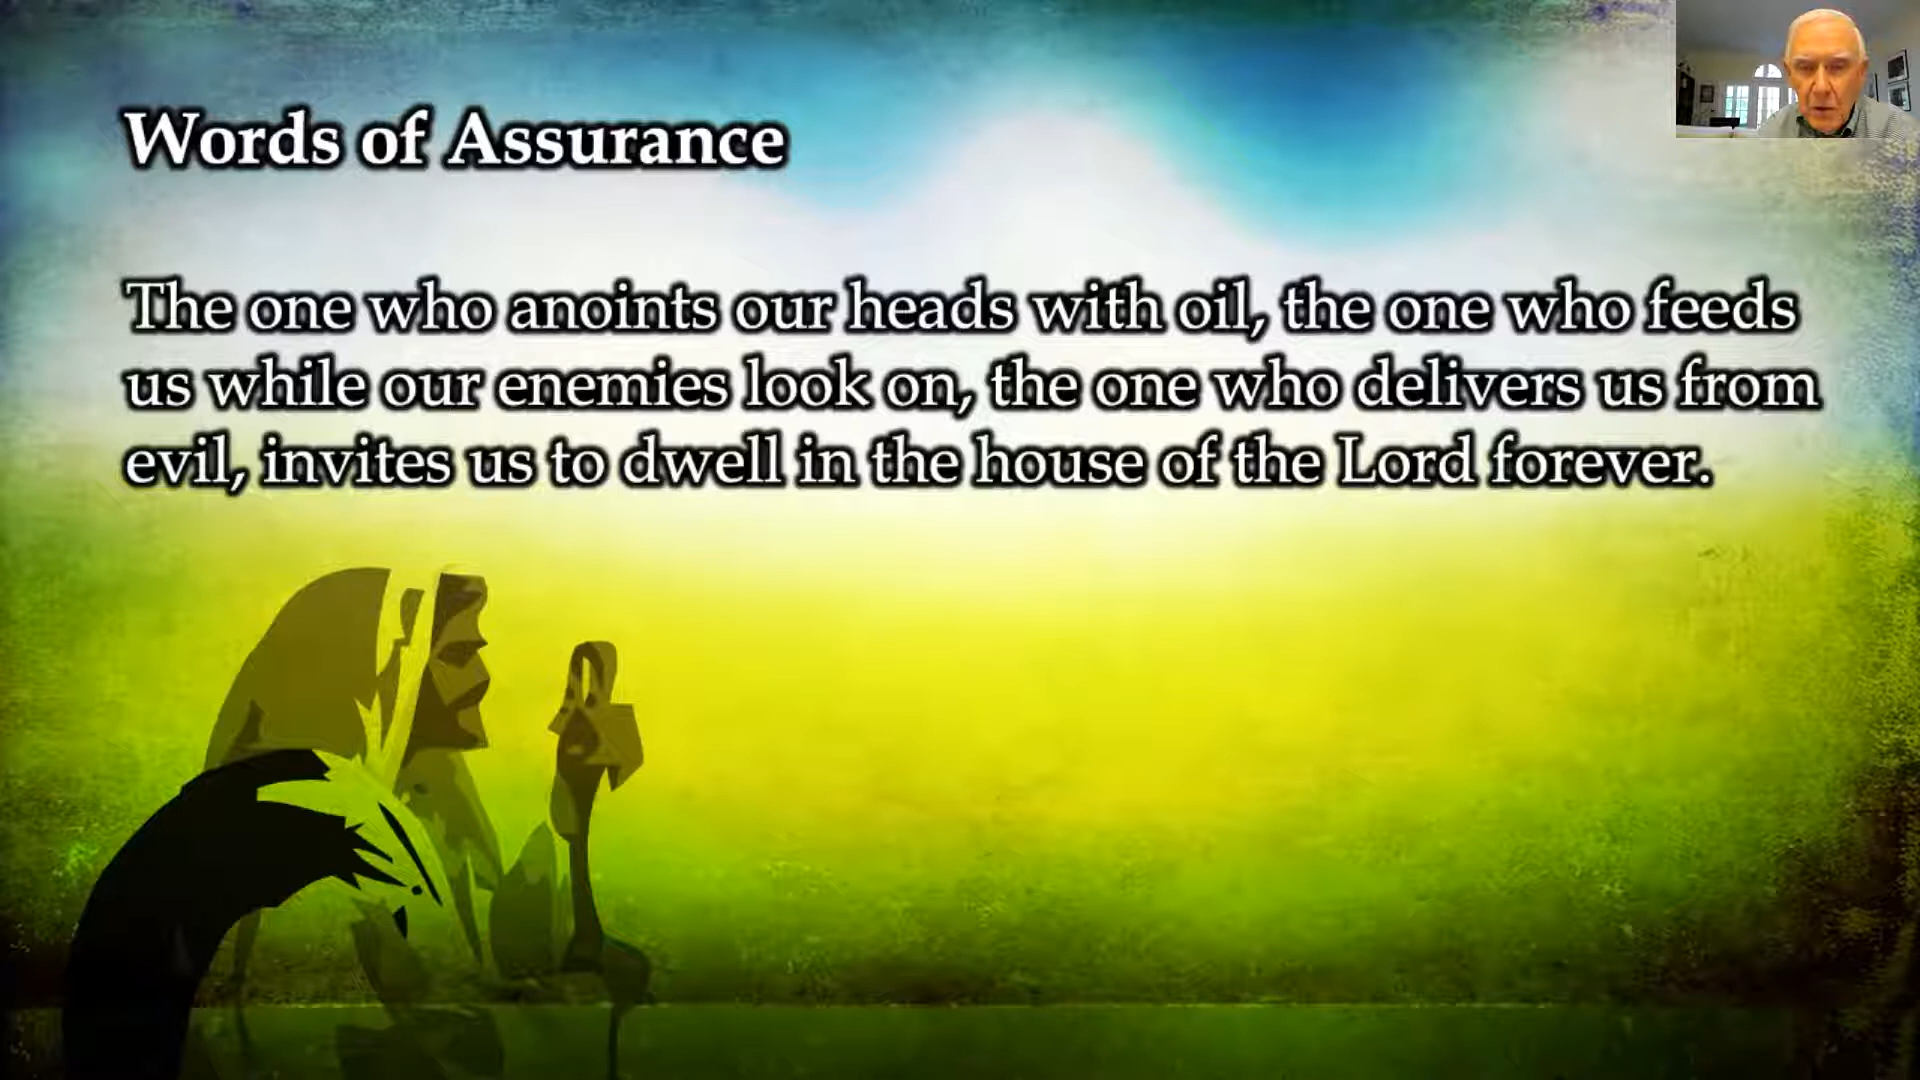 Words of Assurance
The one who anoints our heads with oil, the one who feeds
us while our enemies look on, the one who delivers us from
evil, invites us to dwell in the house of the Lord forever.